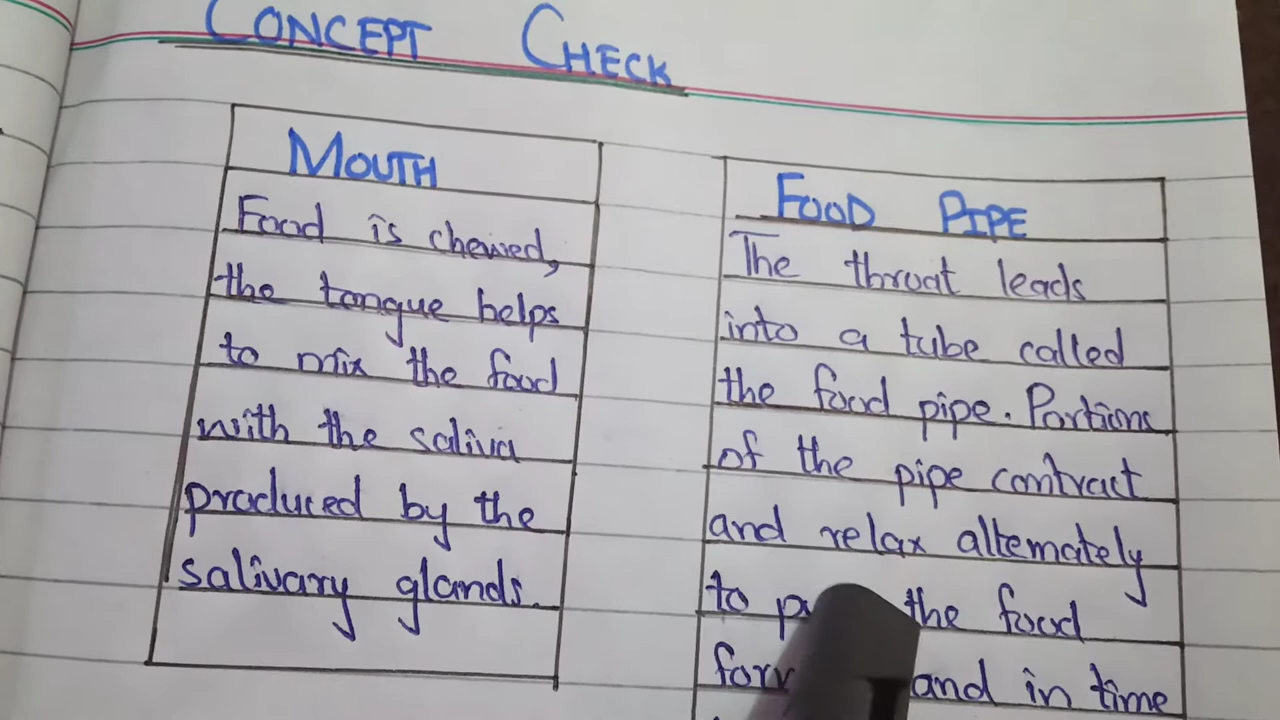 CONCEPT CHECK
MOUTH
Food is chewed,
the tongue helps
to mix the food
with the saliva
produced by the
salivary glands.
FOOD PIPE
The throat leads
into a tube called
the food pipe. Portions
of the pipe contract
and relax alternately
to the food
and in time